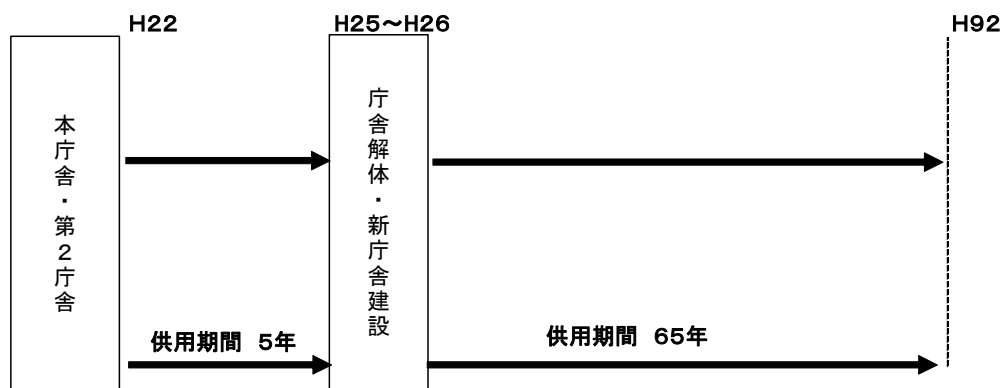 H22
H25～H26
H92
本庁舎・第２庁舎
庁舎解体・新庁舎建設
供用期間 5年
供用期間 65年